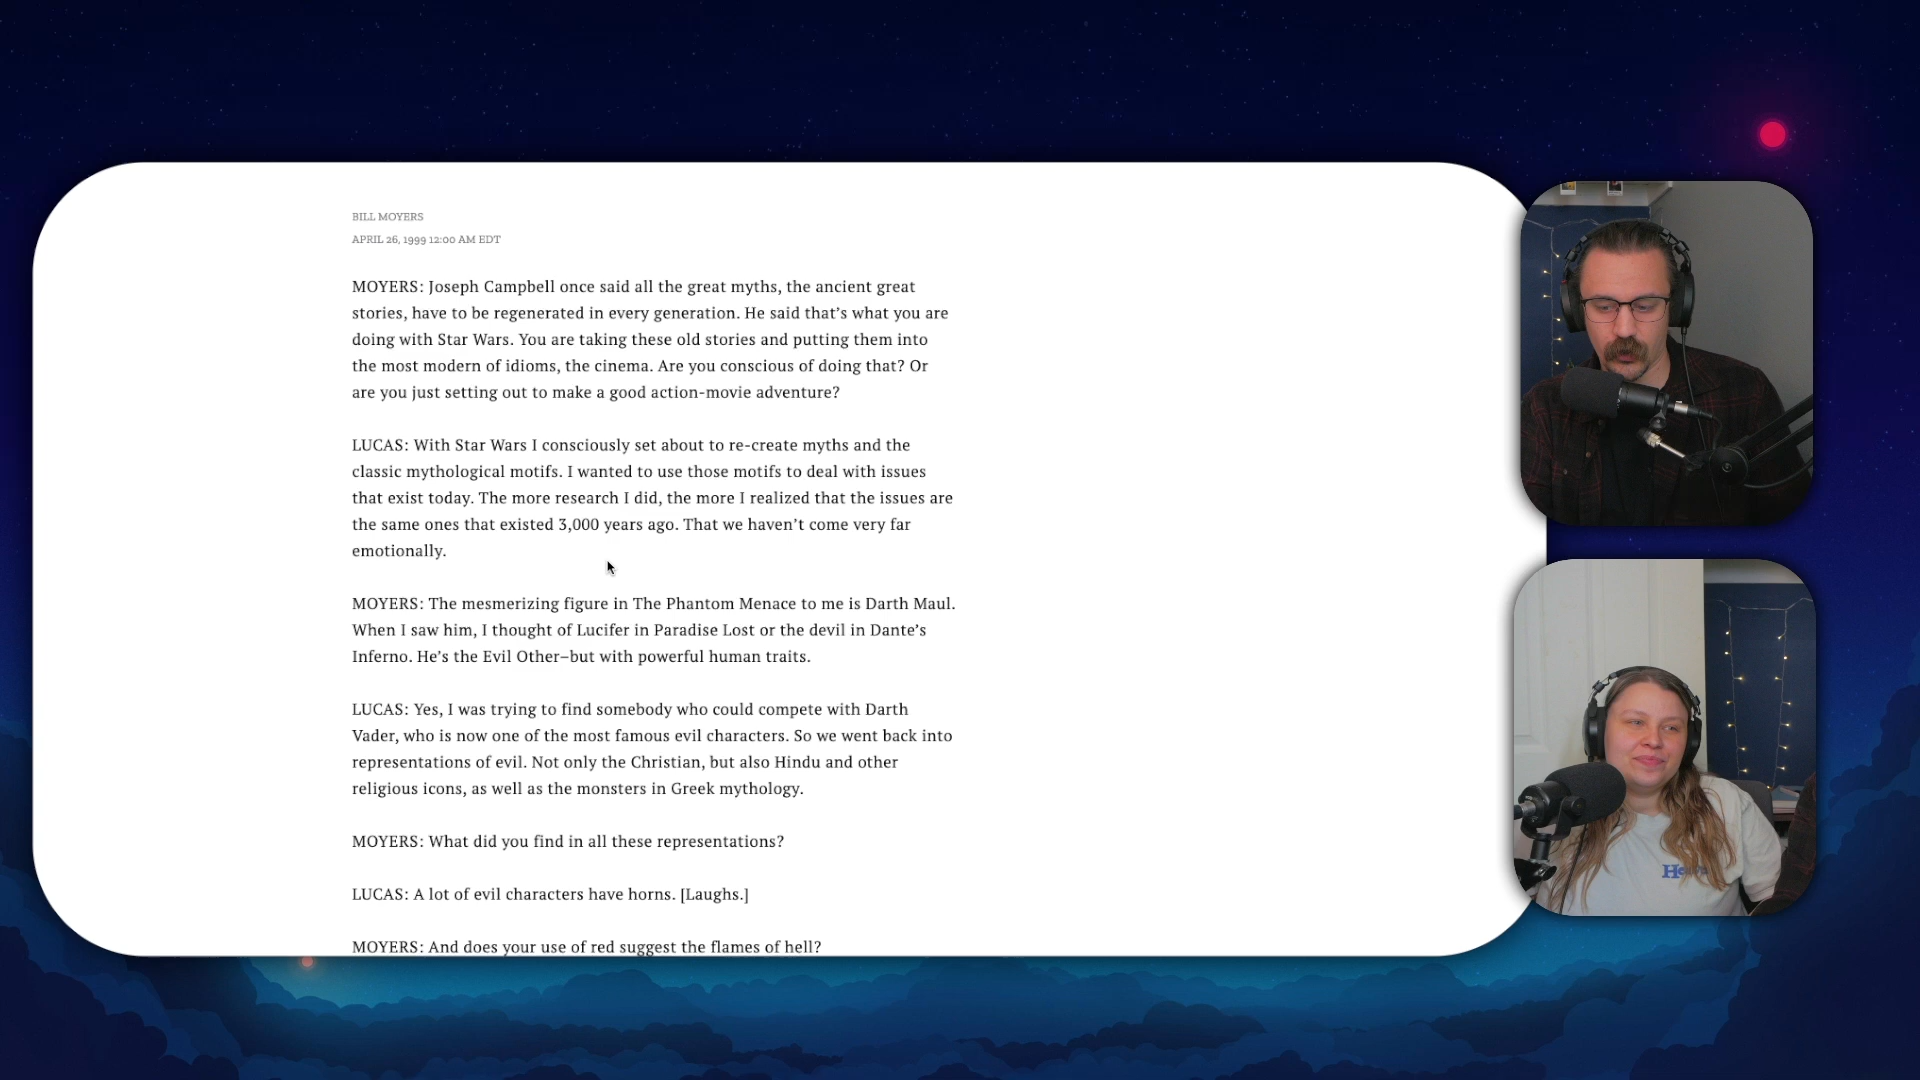 BILL MOYERS
APRIL 26, 1999 12:00 AM EDT
MOYERS: Joseph Campbell once said all the great myths, the ancient great
stories, have to be regenerated in every generation. He said that’s what you are
doing with Star Wars. You are taking these old stories and putting them into
the most modern of idioms, the cinema. Are you conscious of doing that? Or
are you just setting out to make a good action-movie adventure?
LUCAS: With Star Wars I consciously set about to re-create myths and the
classic mythological motifs. I wanted to use those motifs to deal with issues
that exist today. The more research I did, the more I realized that the issues are
the same ones that existed 3,000 years ago. That we haven’t come very far
emotionally.
MOYERS: The mesmerizing figure in The Phantom Menace to me is Darth Maul.
When I saw him, I thought of Lucifer in Paradise Lost or the devil in Dante’s
Inferno. He’s the Evil Other–but with powerful human traits.
LUCAS: Yes, I was trying to find somebody who could compete with Darth
Vader, who is now one of the most famous evil characters. So we went back into
representations of evil. Not only the Christian, but also Hindu and other
religious icons, as well as the monsters in Greek mythology.
MOYERS: What did you find in all these representations?
LUCAS: A lot of evil characters have horns. [Laughs.]
MOYERS: And does your use of red suggest the flames of hell?